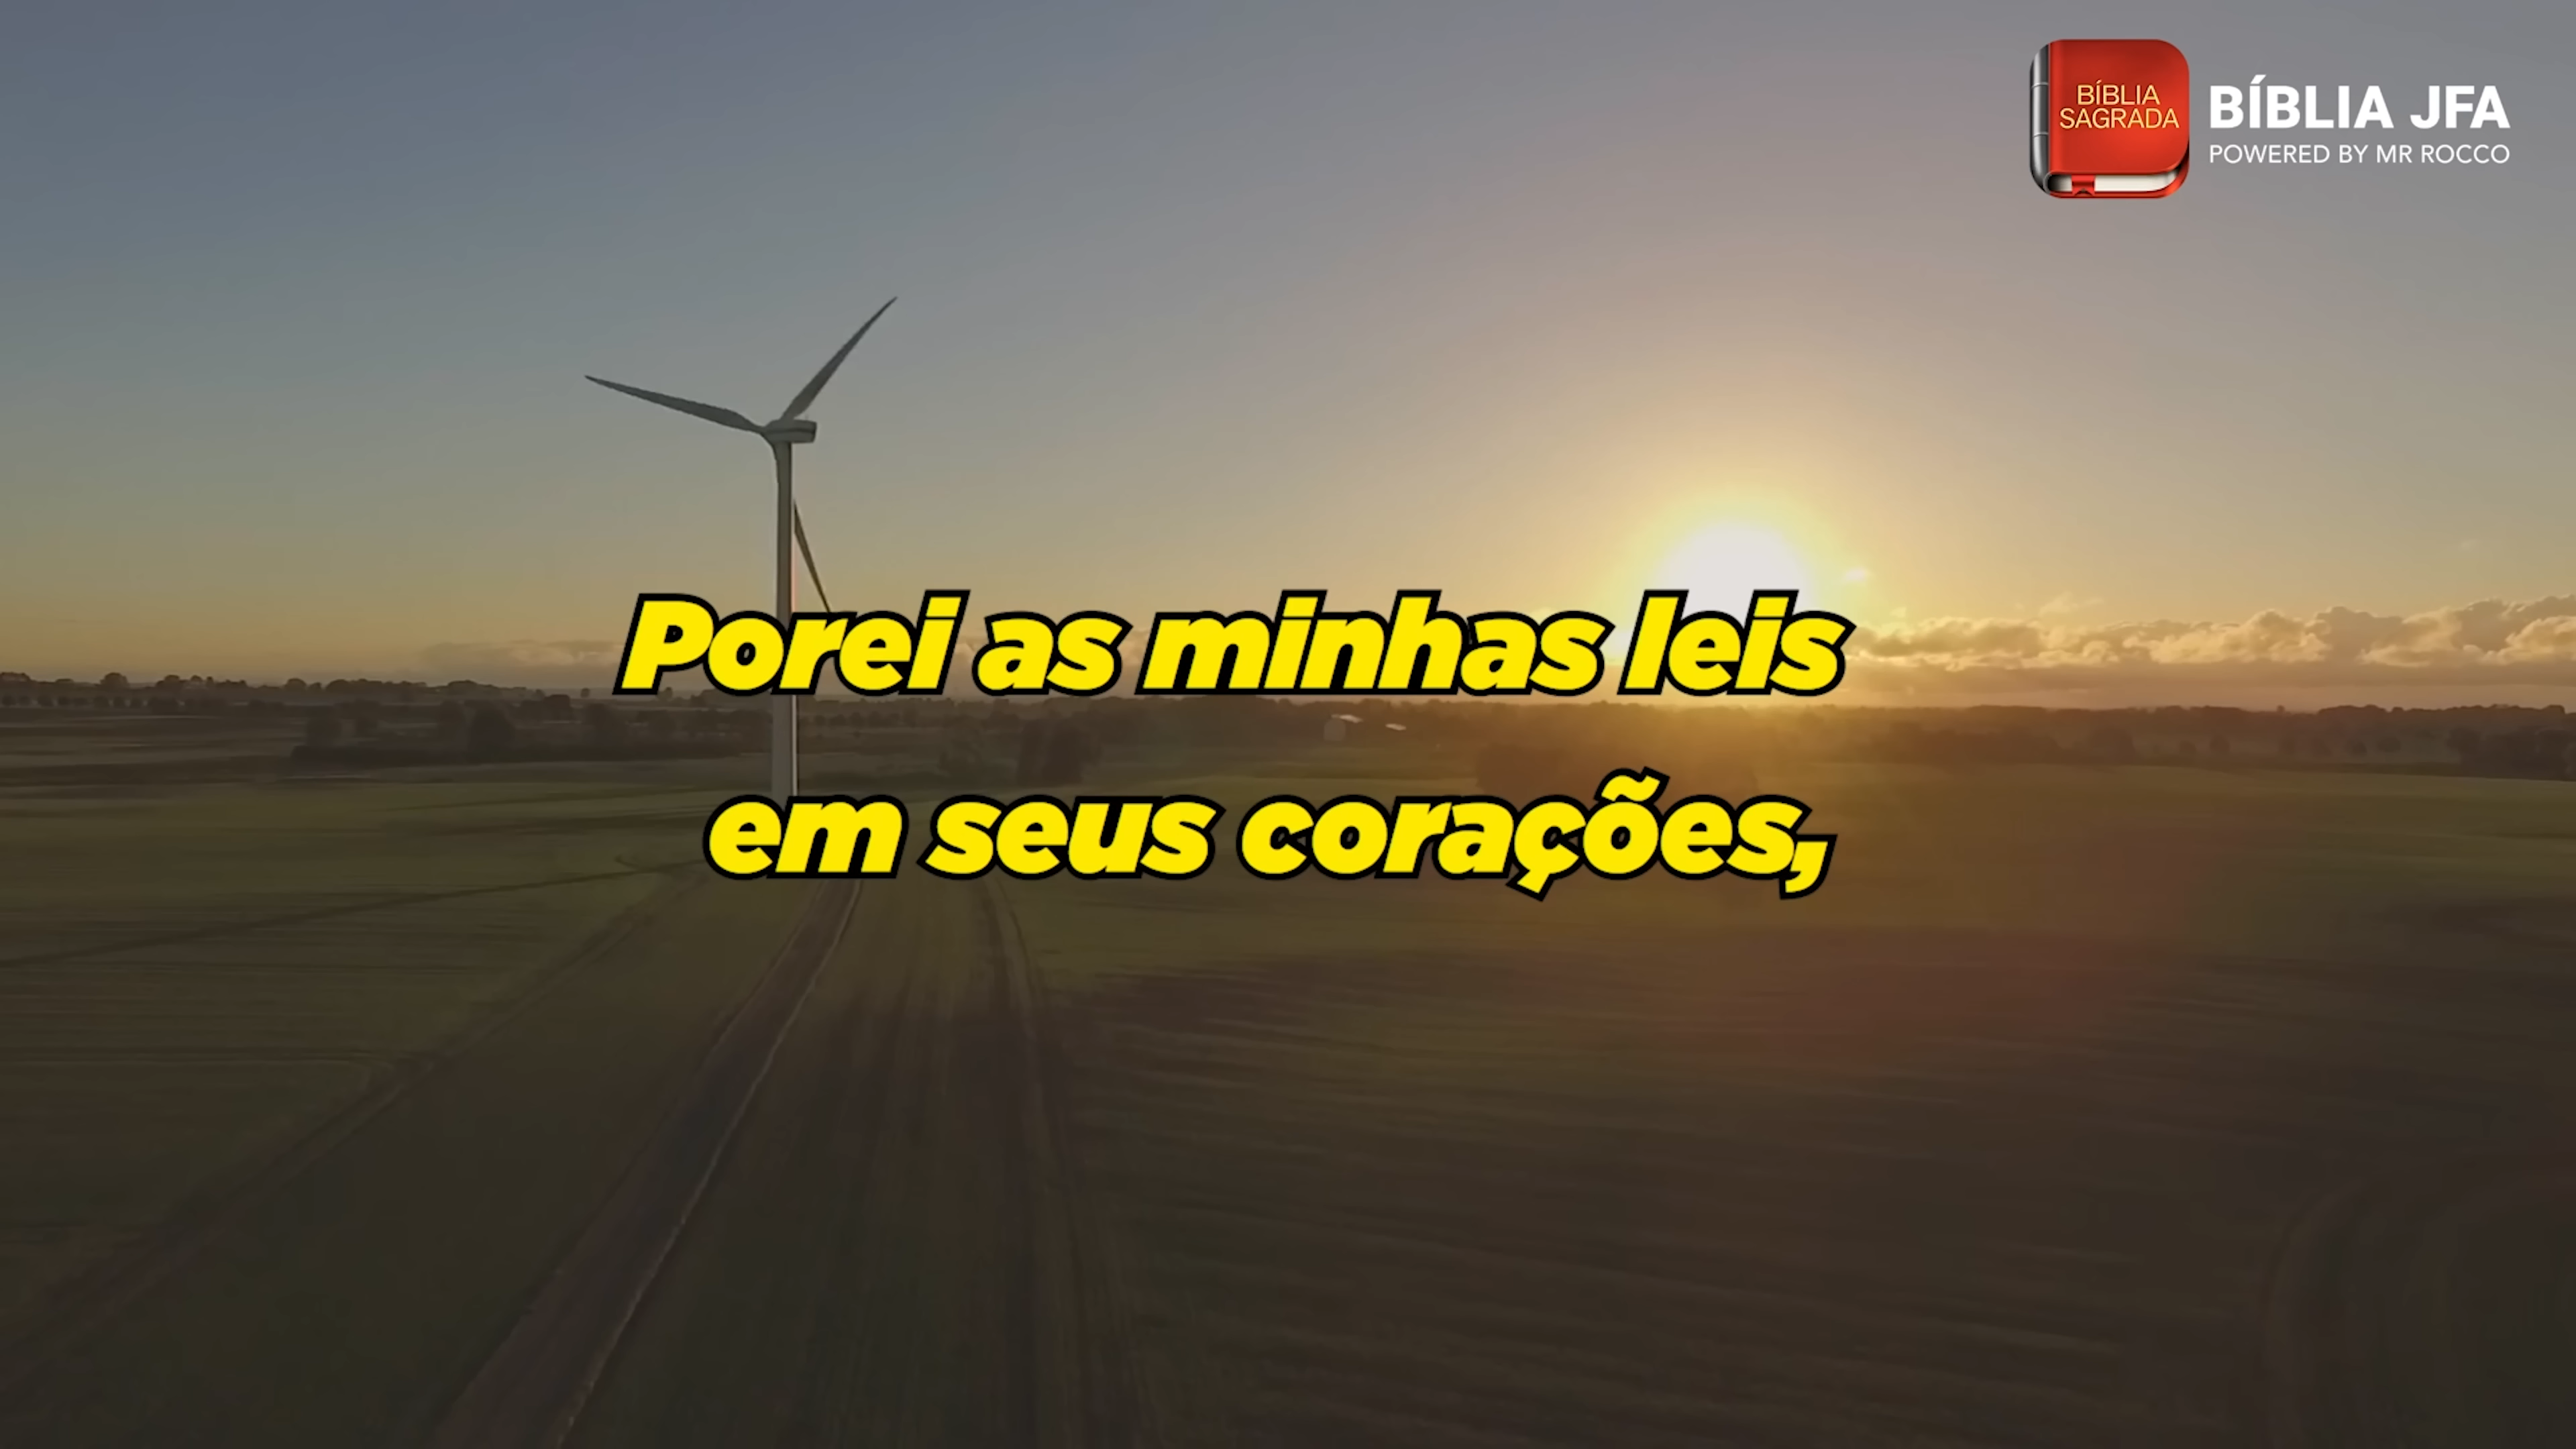 BÍBLIA
SAGRADA
BÍBLIA JFA
POWERED BY MR ROCCO
Porei as minhas leis
em seus corações,